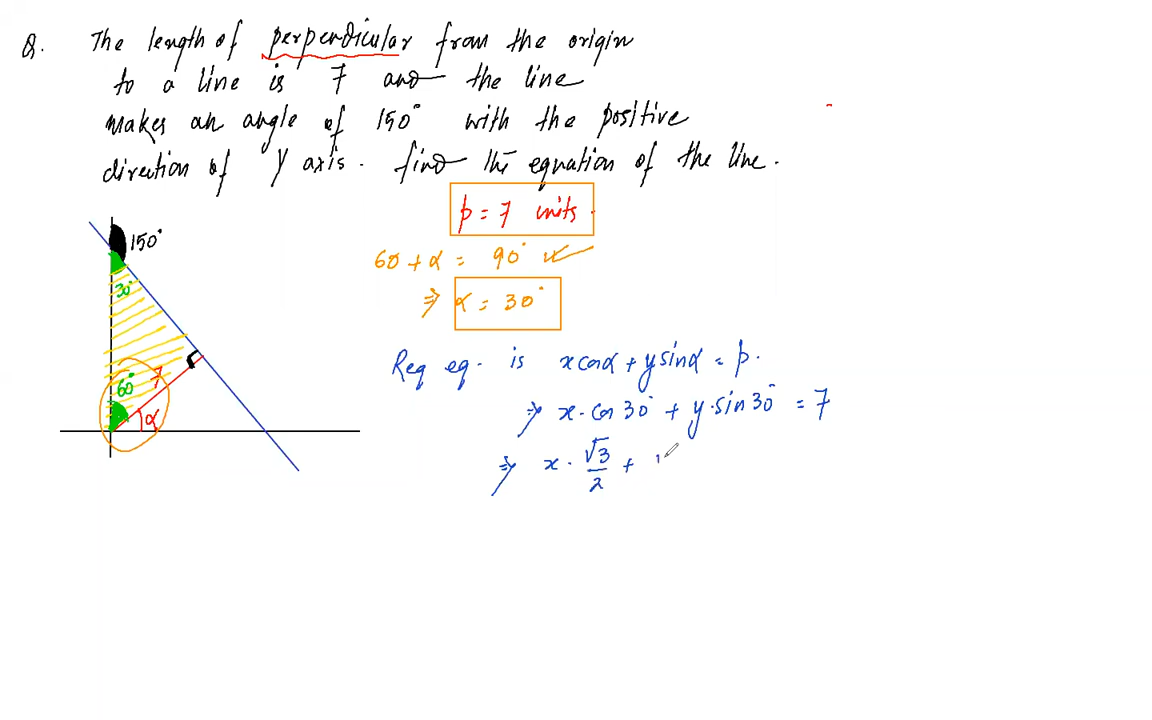 Q. The length of perpendicular from the origin
to a line is 7 and the line
makes an angle of 150° with the positive
direction of Y axis. find the equation of the line.
p = 7 units.
150°
60 + α = 90°
30°
⇒ α = 30°
Req eq. is x cosα + y sinα = p.
60° 7
α
⇒ x · cos 30° + y · sin 30° = 7
⇒ x · √3/2 +